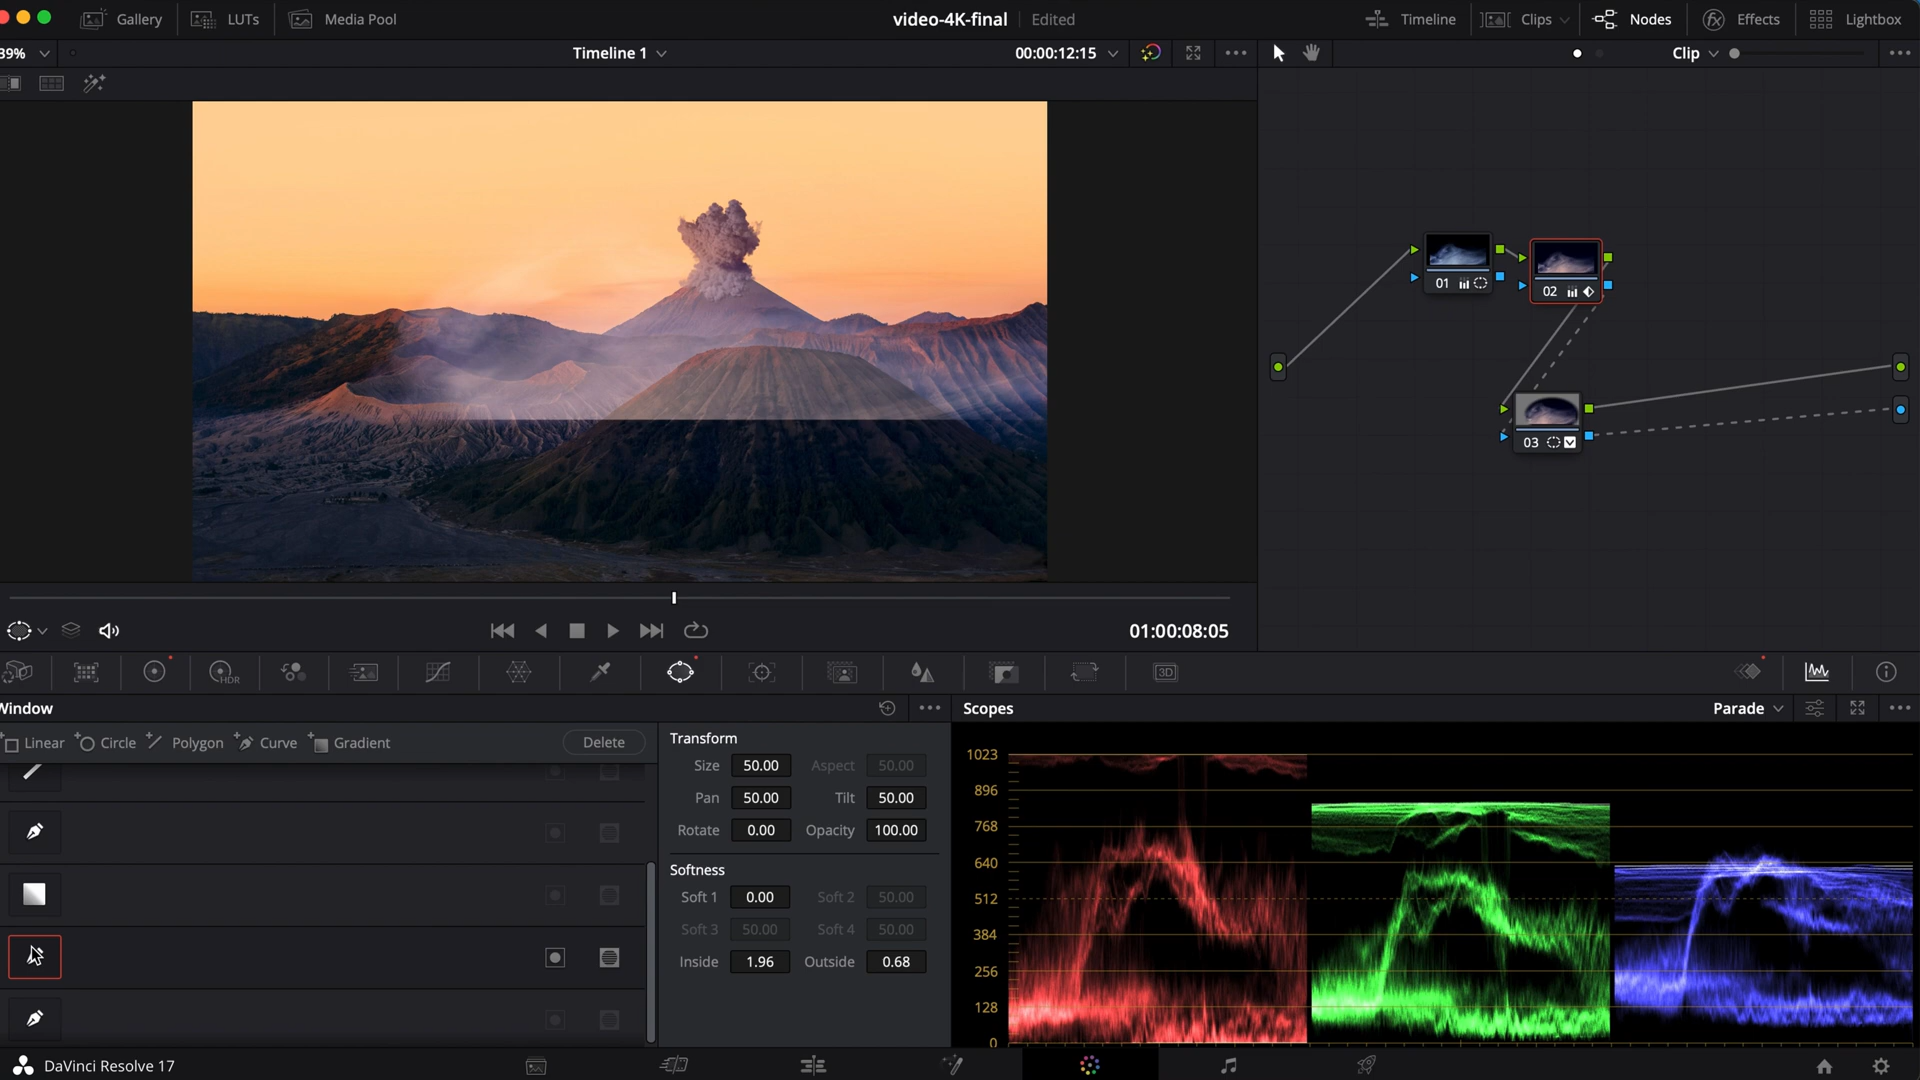 Gallery LUTs Media Pool video-4K-final Edited Timeline Clips Nodes Effects Lightbox
39% Timeline 1 00:00:12:15 Clip
01 02
03
01:00:08:05
HDR 3D
Window Scopes Parade
Linear Circle Polygon Curve Gradient Delete
Transform
Size 50.00 Aspect 50.00
Pan 50.00 Tilt 50.00
Rotate 0.00 Opacity 100.00
Softness
Soft 1 0.00 Soft 2 50.00
Soft 3 50.00 Soft 4 50.00
Inside 1.96 Outside 0.68
1023
896
768
640
512
384
256
128
0
DaVinci Resolve 17